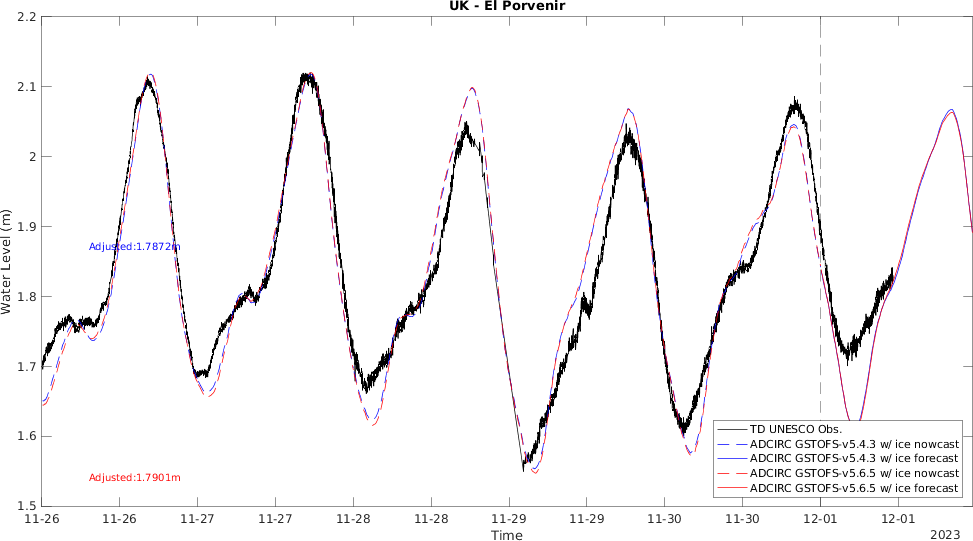 UK - El Porvenir
2.2
2.1
2
1.9
1.8
1.7
1.6
1.5
Water Level (m)
Adjusted:1.7872m
Adjusted:1.7901m
TD UNESCO Obs.
ADCIRC GSTOFS-v5.4.3 w/ ice nowcast
ADCIRC GSTOFS-v5.4.3 w/ ice forecast
ADCIRC GSTOFS-v5.6.5 w/ ice nowcast
ADCIRC GSTOFS-v5.6.5 w/ ice forecast
11-26 11-26 11-27 11-27 11-28 11-28 11-29 11-29 11-30 11-30 12-01 12-01
Time
2023